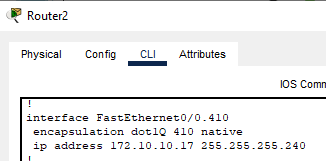 Router2
Physical Config CLI Attributes
IOS Comm
!
interface FastEthernet0/0.410
encapsulation dot1Q 410 native
ip address 172.10.10.17 255.255.255.240
!